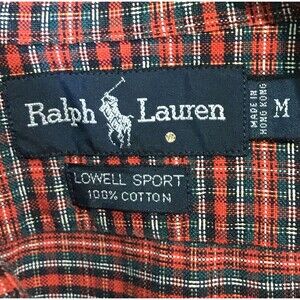 Ralph Lauren
MADE IN
HONG KONG
M
LOWELL SPORT
100% COTTON